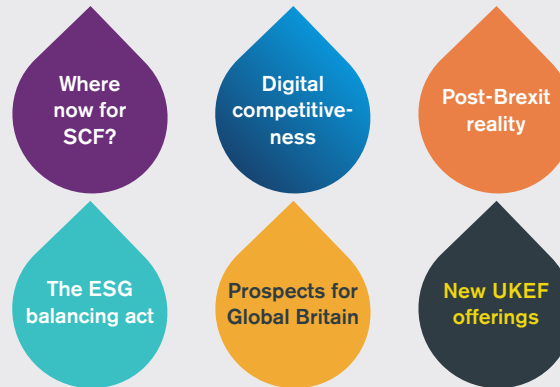 Where
now for
SCF?
Digital
competitive-
ness
Post-Brexit
reality
The ESG
balancing act
Prospects for
Global Britain
New UKEF
offerings